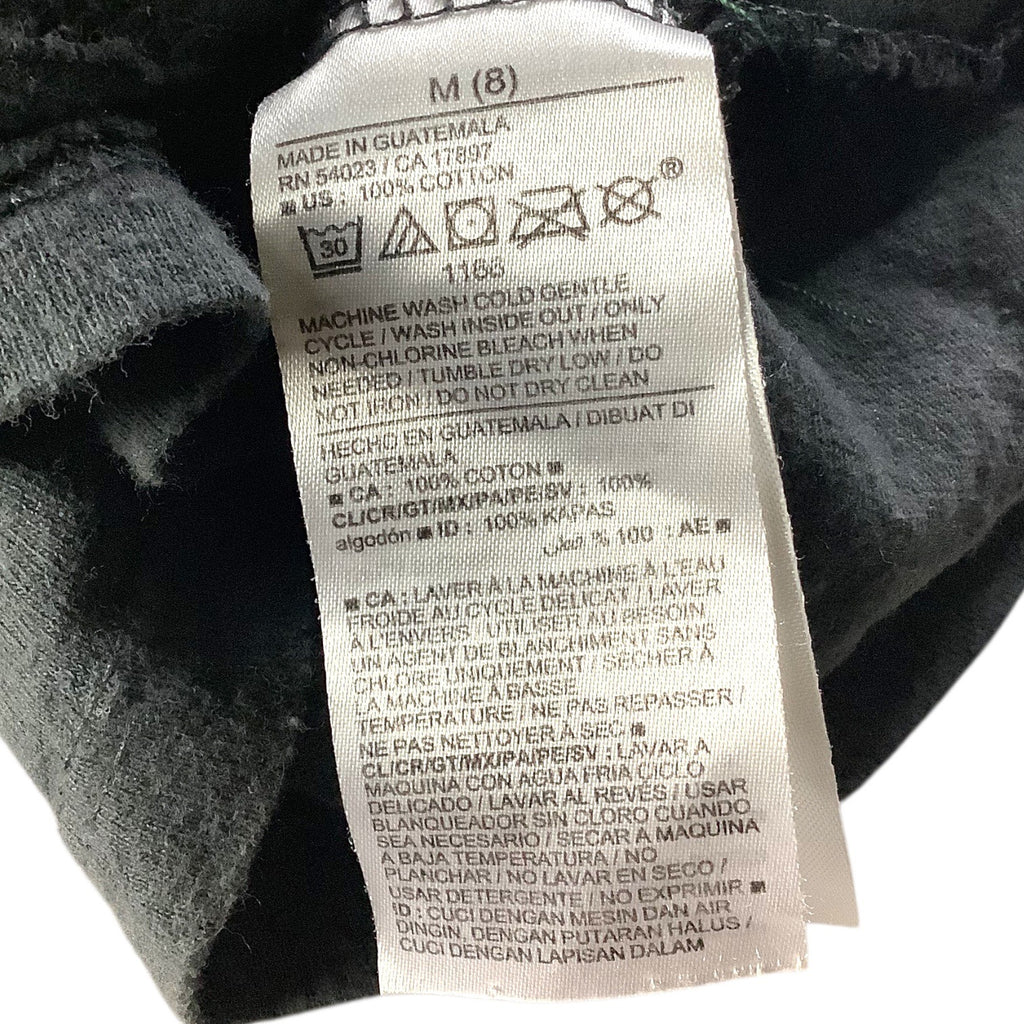 M (8)
MADE IN GUATEMALA
RN 54023 / CA 17897
US : 100% COTTON
30 ®
1166
MACHINE WASH COLD GENTLE
CYCLE / WASH INSIDE OUT / ONLY
NON-CHLORINE BLEACH WHEN
NEEDED / TUMBLE DRY LOW / DO
NOT IRON / DO NOT DRY CLEAN
HECHO EN GUATEMALA / DIBUAT DI
GUATEMALA
CA : 100% COTON
CL/CR/GT/MX/PA/PE/SV : 100%
algodón ID : 100% KAPAS
% 100 : AE
CA : LAVER À LA MACHINE À L'EAU
FROIDE AU CYCLE DÉLICAT / LAVER
À L'ENVERS / UTILISER AU BESOIN
UN AGENT DE BLANCHIMENT SANS
CHLORE UNIQUEMENT / SÉCHER À
LA MACHINE À BASSE
TEMPÉRATURE / NE PAS REPASSER /
NE PAS NETTOYER À SEC
CL/CR/GT/MX/PA/PE/SV : LAVAR A
MAQUINA CON AGUA FRIA CICLO
DELICADO / LAVAR AL REVÉS / USAR
BLANQUEADOR SIN CLORO CUANDO
SEA NECESARIO / SECAR A MAQUINA
A BAJA TEMPERATURA / NO
PLANCHAR / NO LAVAR EN SECO /
USAR DETERGENTE / NO EXPRIMIR
ID : CUCI DENGAN MESIN DAN AIR
DINGIN, DENGAN PUTARAN HALUS /
CUCI DENGAN LAPISAN DALAM